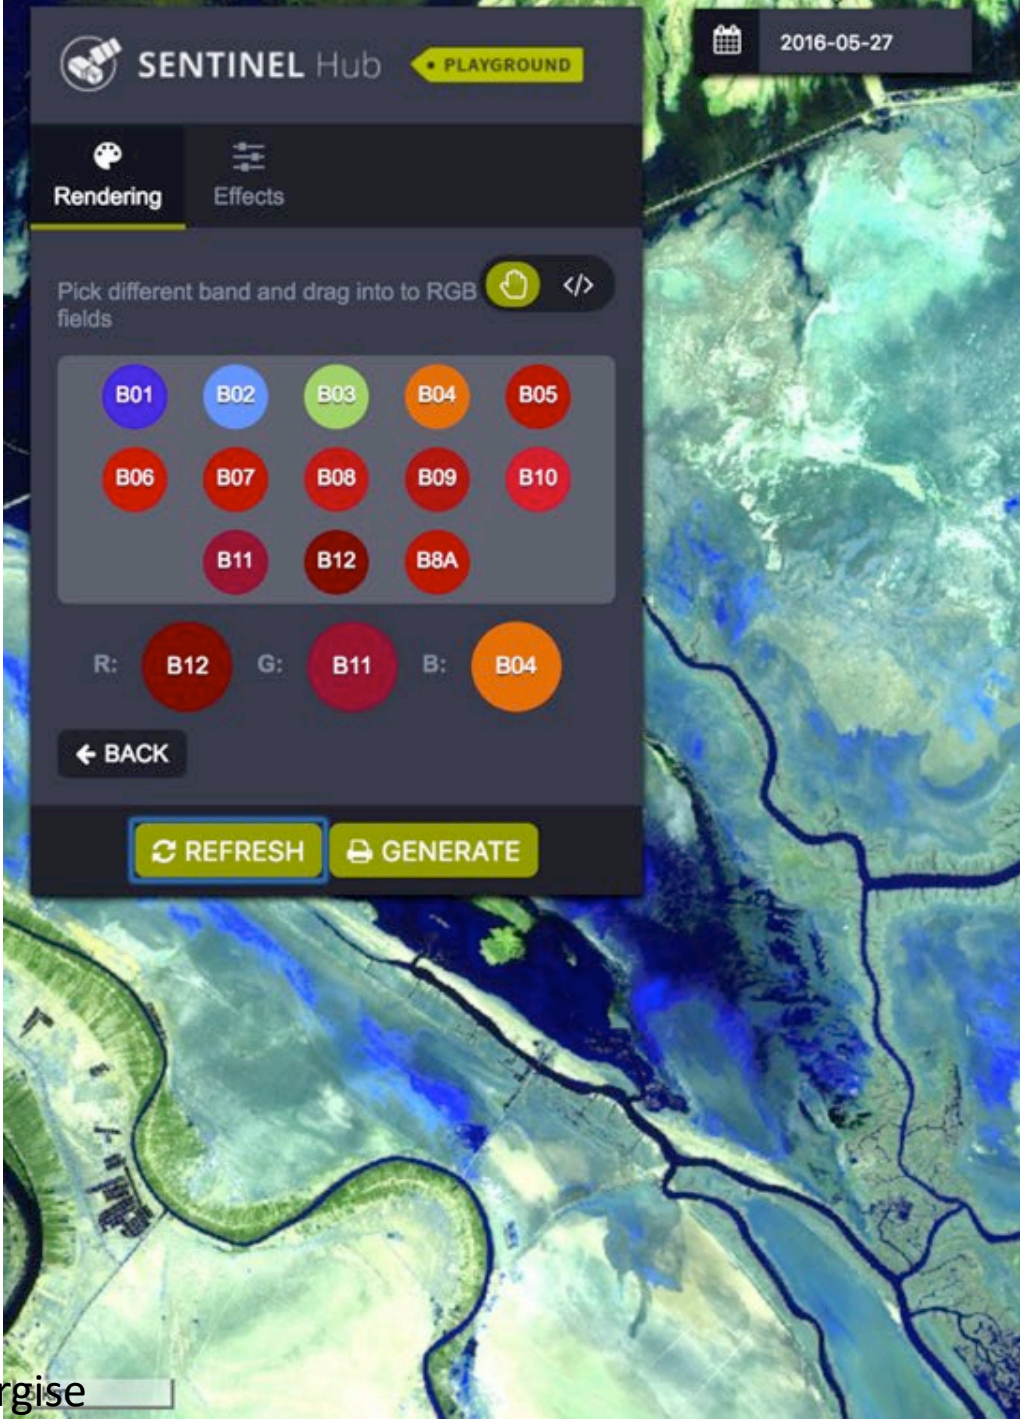 SENTINEL Hub
• PLAYGROUND
2016-05-27
Rendering
Effects
Pick different band and drag into to RGB
fields
</>
B01 B02 B03 B04 B05
B06 B07 B08 B09 B10
B11 B12 B8A
R: B12 G: B11 B: B04
BACK
REFRESH GENERATE
rgise